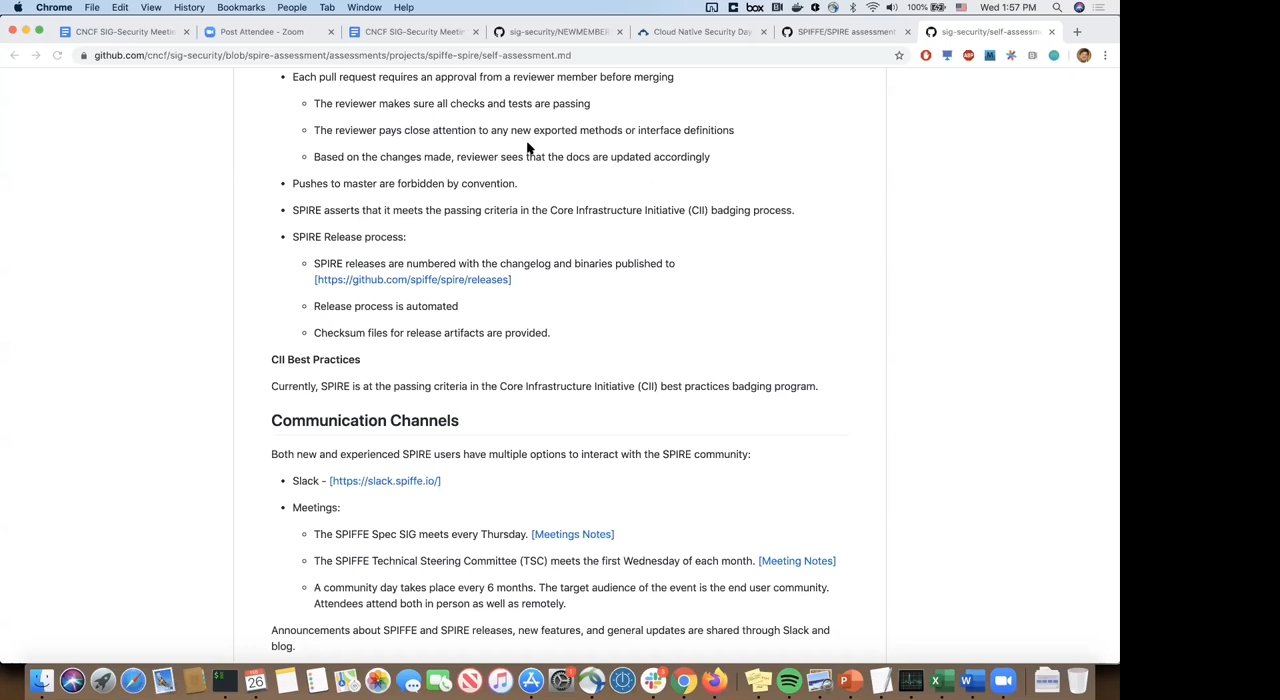 Chrome File Edit View History Bookmarks People Tab Window Help box 100% Wed 1:57 PM
CNCF SIG-Security Meeti Post Attendee - Zoom CNCF SIG-Security Meetin sig-security/NEWMEMBER Cloud Native Security Day SPIFFE/SPIRE assessment sig-security/self-assessm
github.com/cncf/sig-security/blob/spire-assessment/assessments/projects/spiffe-spire/self-assessment.md
• Each pull request requires an approval from a reviewer member before merging
◦ The reviewer makes sure all checks and tests are passing
◦ The reviewer pays close attention to any new exported methods or interface definitions
◦ Based on the changes made, reviewer sees that the docs are updated accordingly
• Pushes to master are forbidden by convention.
• SPIRE asserts that it meets the passing criteria in the Core Infrastructure Initiative (CII) badging process.
• SPIRE Release process:
◦ SPIRE releases are numbered with the changelog and binaries published to
[https://github.com/spiffe/spire/releases]
◦ Release process is automated
◦ Checksum files for release artifacts are provided.
CII Best Practices
Currently, SPIRE is at the passing criteria in the Core Infrastructure Initiative (CII) best practices badging program.
Communication Channels
Both new and experienced SPIRE users have multiple options to interact with the SPIRE community:
• Slack - [https://slack.spiffe.io/]
• Meetings:
◦ The SPIFFE Spec SIG meets every Thursday. [Meetings Notes]
◦ The SPIFFE Technical Steering Committee (TSC) meets the first Wednesday of each month. [Meeting Notes]
◦ A community day takes place every 6 months. The target audience of the event is the end user community.
Attendees attend both in person as well as remotely.
Announcements about SPIFFE and SPIRE releases, new features, and general updates are shared through Slack and
blog.
26